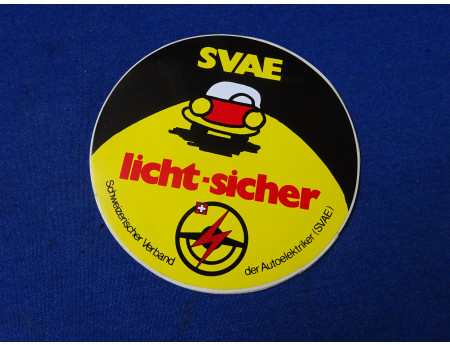 SVAE
licht-sicher
Schweizerischer Verband
der Autoelektriker (SVAE)